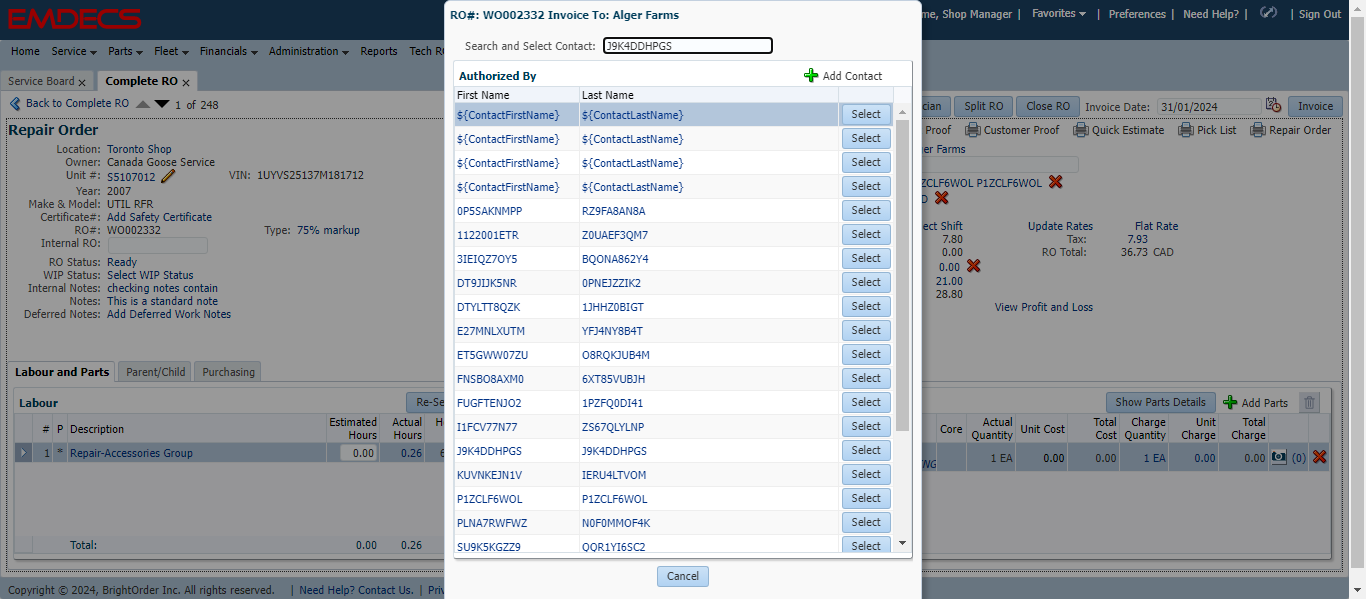 EMDECS
me, Shop Manager | Favorites | Preferences | Need Help? | | Sign Out
Home Service Parts Fleet Financials Administration Reports Tech R
Service Board x Complete RO x
Back to Complete RO 1 of 248
cian Split RO Close RO Invoice Date: 31/01/2024 Invoice
Repair Order
Proof Customer Proof Quick Estimate Pick List Repair Order
Location: Toronto Shop
Owner: Canada Goose Service
Unit #: S5107012 VIN: 1UYVS25137M181712
Year: 2007
Make & Model: UTIL RFR
Certificate#: Add Safety Certificate
RO#: WO002332 Type: 75% markup
Internal RO:
RO Status: Ready
WIP Status: Select WIP Status
Internal Notes: checking notes contain
Notes: This is a standard note
Deferred Notes: Add Deferred Work Notes
er Farms
ZCLF6WOL P1ZCLF6WOL
ect Shift Update Rates Flat Rate
7.80 Tax: 7.93
0.00 RO Total: 36.73 CAD
0.00
21.00
28.80
View Profit and Loss
Labour and Parts Parent/Child Purchasing
Labour Re-Se
# P Description Estimated Hours Actual Hours H
1 * Repair-Accessories Group 0.00 0.26
Total: 0.00 0.26
Show Parts Details Add Parts
Core Actual Quantity Unit Cost Total Cost Charge Quantity Unit Charge Total Charge
NG 1 EA 0.00 0.00 1 EA 0.00 0.00 (0)
RO#: WO002332 Invoice To: Alger Farms
Search and Select Contact: J9K4DDHPGS
Authorized By Add Contact
First Name Last Name
${ContactFirstName} ${ContactLastName} Select
${ContactFirstName} ${ContactLastName} Select
${ContactFirstName} ${ContactLastName} Select
${ContactFirstName} ${ContactLastName} Select
0P5SAKNMPP RZ9FA8AN8A Select
1122001ETR Z0UAEF3QM7 Select
3IEIQZ7OY5 BQONA862Y4 Select
DT9JIJK5NR 0PNEJZZIK2 Select
DTYLTT8QZK 1JHHZ0BIGT Select
E27MNLXUTM YFJ4NY8B4T Select
ET5GWW07ZU O8RQKJUB4M Select
FNSBO8AXM0 6XT85VUBJH Select
FUGFTENJO2 1PZFQ0DI41 Select
I1FCV77N77 ZS67QLYLNP Select
J9K4DDHPGS J9K4DDHPGS Select
KUVNKEJN1V IERU4LTVOM Select
P1ZCLF6WOL P1ZCLF6WOL Select
PLNA7RWFWZ N0F0MMOF4K Select
SU9K5KGZZ9 QQR1YI6SC2 Select
Cancel
Copyright © 2024, BrightOrder Inc. All rights reserved. | Need Help? Contact Us. | Priv